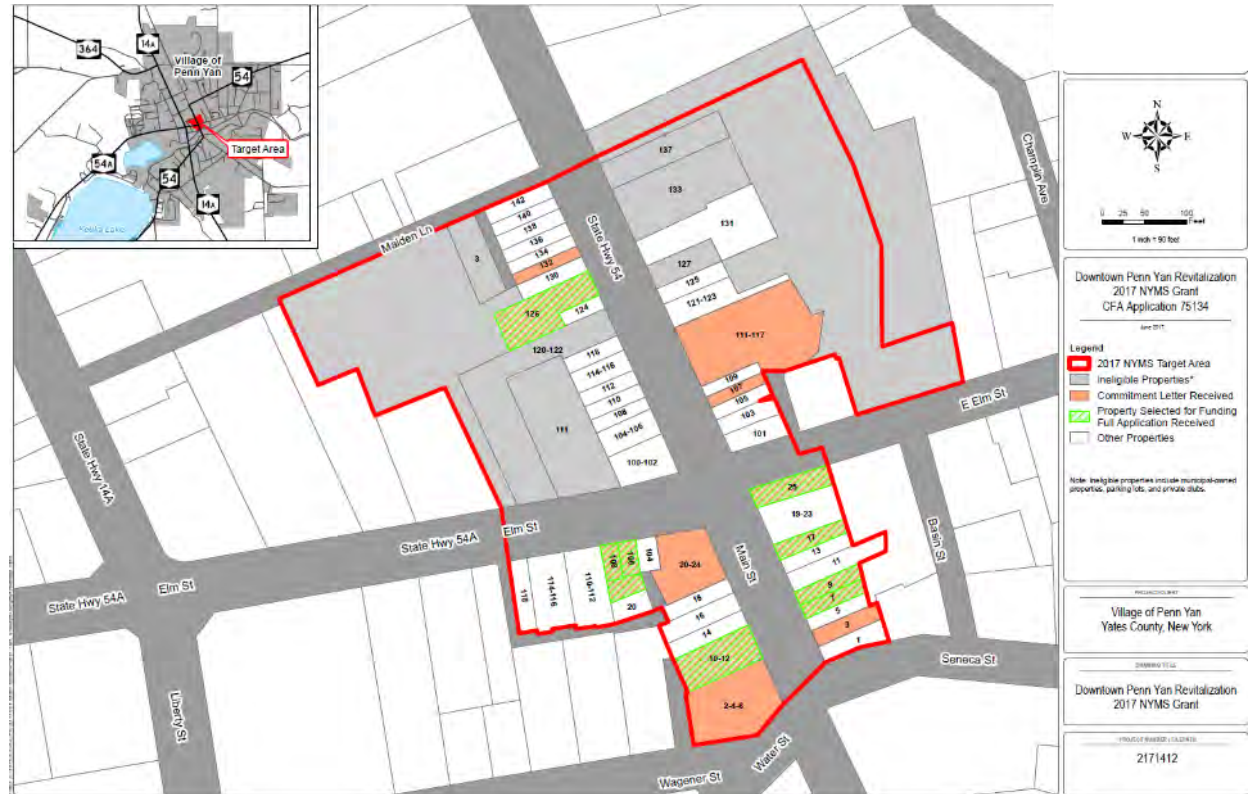 364
14A
Village of
Penn Yan
54
Target Area
54A
54
14A
Keuka Lake
Maiden Ln
State Hwy 54
Champlin Ave
142
140
138
136
134
132
130
3
126
124
120-122
116
114-116
112
110
108
104-106
100-102
111
137
133
131
127
125
121-123
111-117
109
107
105
103
101
E Elm St
State Hwy 14A
State Hwy 54A
Elm St
State Hwy 54A
Elm St
Liberty St
118
114-116
110-112
108
106
104
20
20-24
18
16
14
10-12
2-4-6
Main St
25
19-23
17
13
11
9
7
5
3
1
Basin St
Seneca St
Water St
Wagener St
N
W
E
S
0 25 50 100
Feet
1 inch = 90 feet
Downtown Penn Yan Revitalization
2017 NYMS Grant
CFA Application 75134
June 2017
Legend
2017 NYMS Target Area
Ineligible Properties*
Commitment Letter Received
Property Selected for Funding
Full Application Received
Other Properties
Note: Ineligible properties include municipal-owned
properties, parking lots, and private clubs.
PROJECT/CLIENT
Village of Penn Yan
Yates County, New York
DRAWING TITLE
Downtown Penn Yan Revitalization
2017 NYMS Grant
2171412